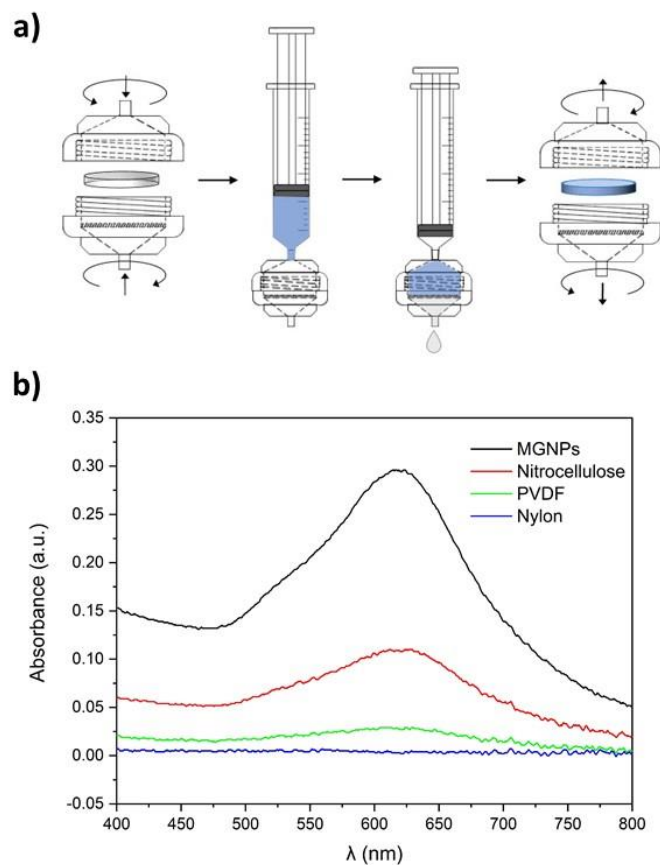 a)
b)
0.35
0.30
0.25
0.20
0.15
0.10
0.05
0.00
-0.05
Absorbance (a.u.)
MGNPs
Nitrocellulose
PVDF
Nylon
400 450 500 550 600 650 700 750 800
λ (nm)